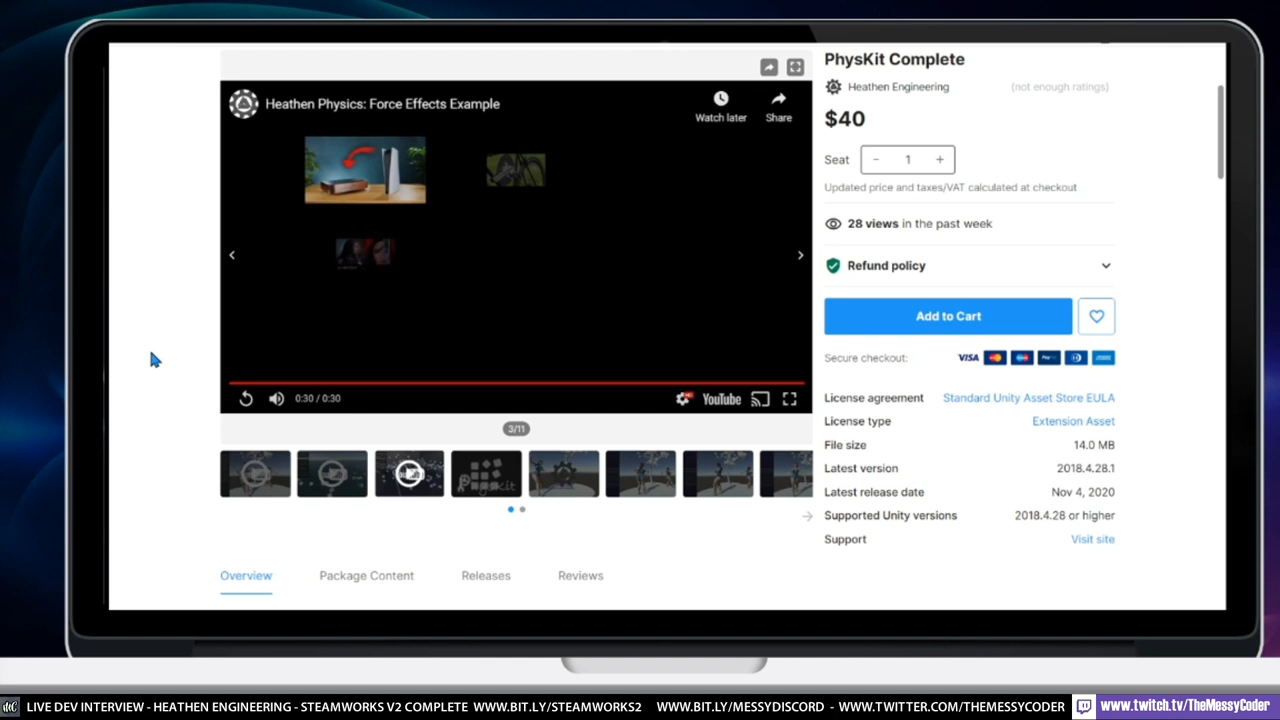 Heathen Physics: Force Effects Example
Watch later
Share
0:30 / 0:30
YouTube
3/11
Overview
Package Content
Releases
Reviews
PhysKit Complete
Heathen Engineering
(not enough ratings)
$40
Seat - 1 +
Updated price and taxes/VAT calculated at checkout
28 views in the past week
Refund policy
Add to Cart
Secure checkout: VISA
License agreement Standard Unity Asset Store EULA
License type Extension Asset
File size 14.0 MB
Latest version 2018.4.28.1
Latest release date Nov 4, 2020
Supported Unity versions 2018.4.28 or higher
Support Visit site
LIVE DEV INTERVIEW - HEATHEN ENGINEERING - STEAMWORKS V2 COMPLETE WWW.BIT.LY/STEAMWORKS2 WWW.BIT.LY/MESSYDISCORD - WWW.TWITTER.COM/THEMESSYCODER
www.twitch.tv/TheMessyCoder